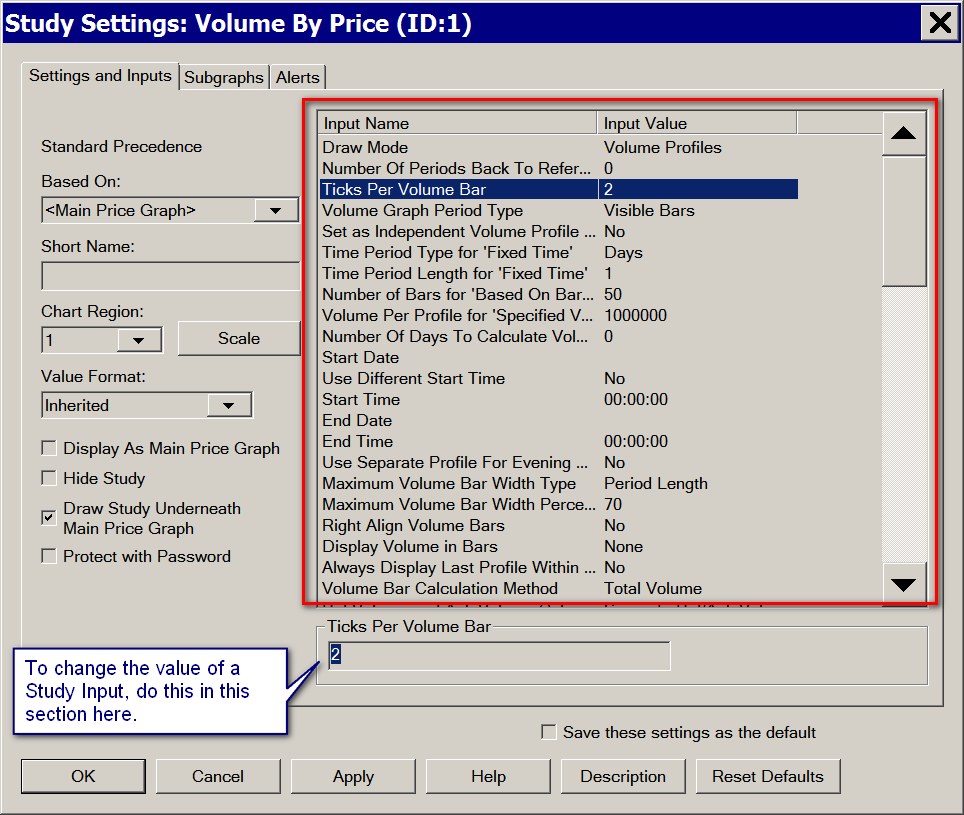 Study Settings: Volume By Price (ID:1)
Settings and Inputs
Subgraphs
Alerts
Standard Precedence
Based On:
<Main Price Graph>
Short Name:
Chart Region:
1
Scale
Value Format:
Inherited
Display As Main Price Graph
Hide Study
Draw Study Underneath
Main Price Graph
Protect with Password
Input Name Input Value
Draw Mode Volume Profiles
Number Of Periods Back To Refer... 0
Ticks Per Volume Bar 2
Volume Graph Period Type Visible Bars
Set as Independent Volume Profile ... No
Time Period Type for 'Fixed Time' Days
Time Period Length for 'Fixed Time' 1
Number of Bars for 'Based On Bar... 50
Volume Per Profile for 'Specified V... 1000000
Number Of Days To Calculate Vol... 0
Start Date
Use Different Start Time No
Start Time 00:00:00
End Date
End Time 00:00:00
Use Separate Profile For Evening ... No
Maximum Volume Bar Width Type Period Length
Maximum Volume Bar Width Perce... 70
Right Align Volume Bars No
Display Volume in Bars None
Always Display Last Profile Within ... No
Volume Bar Calculation Method Total Volume
Ticks Per Volume Bar
2
To change the value of a
Study Input, do this in this
section here.
Save these settings as the default
OK
Cancel
Apply
Help
Description
Reset Defaults